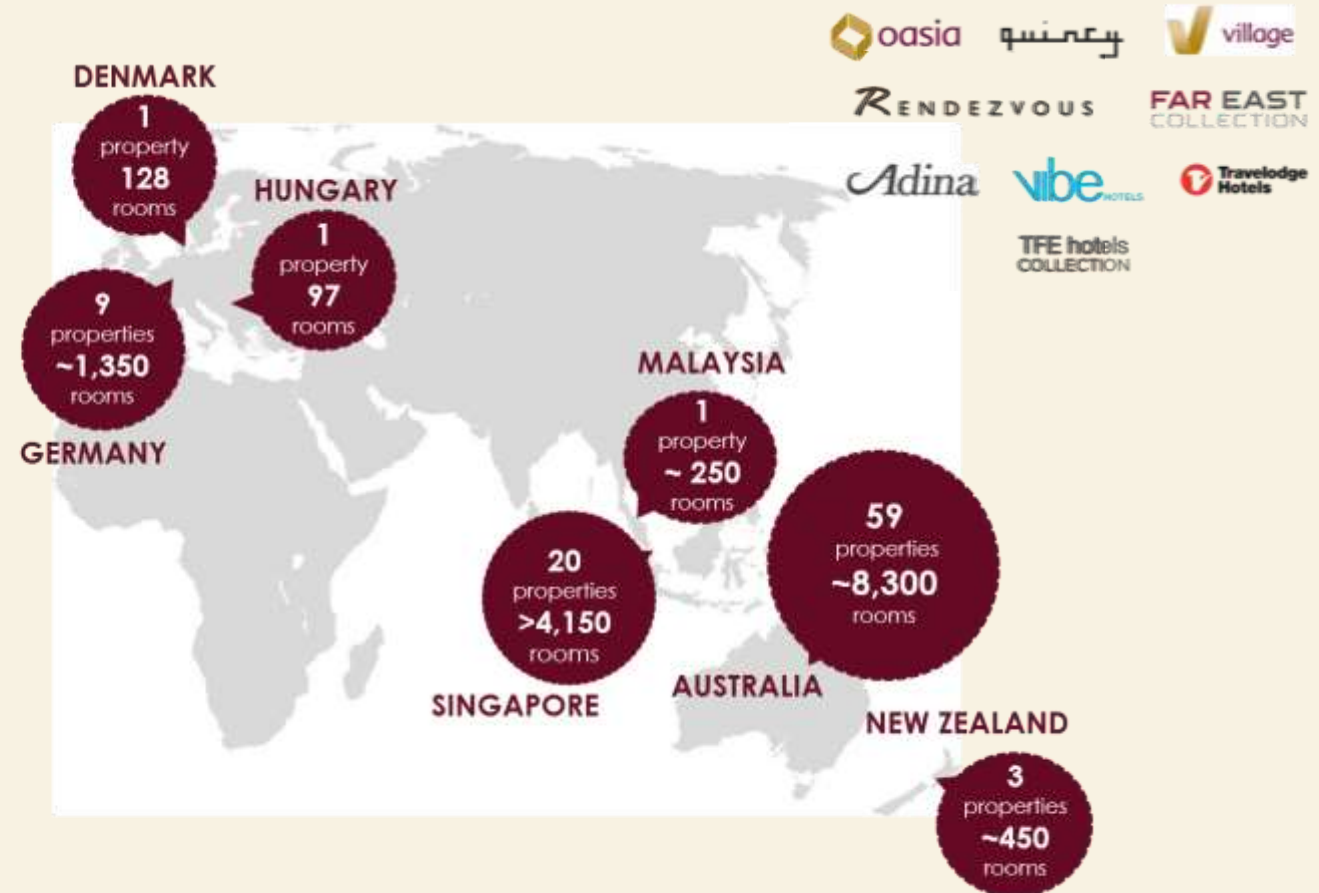 oasia
quincy
village
RENDEZVOUS
FAR EAST
COLLECTION
Adina
vibe HOTELS
Travelodge
Hotels
TFE hotels
COLLECTION
DENMARK
1
property
128
rooms
HUNGARY
1
property
97
rooms
9
properties
~1,350
rooms
GERMANY
MALAYSIA
1
property
~ 250
rooms
20
properties
>4,150
rooms
SINGAPORE
59
properties
~8,300
rooms
AUSTRALIA
NEW ZEALAND
3
properties
~450
rooms